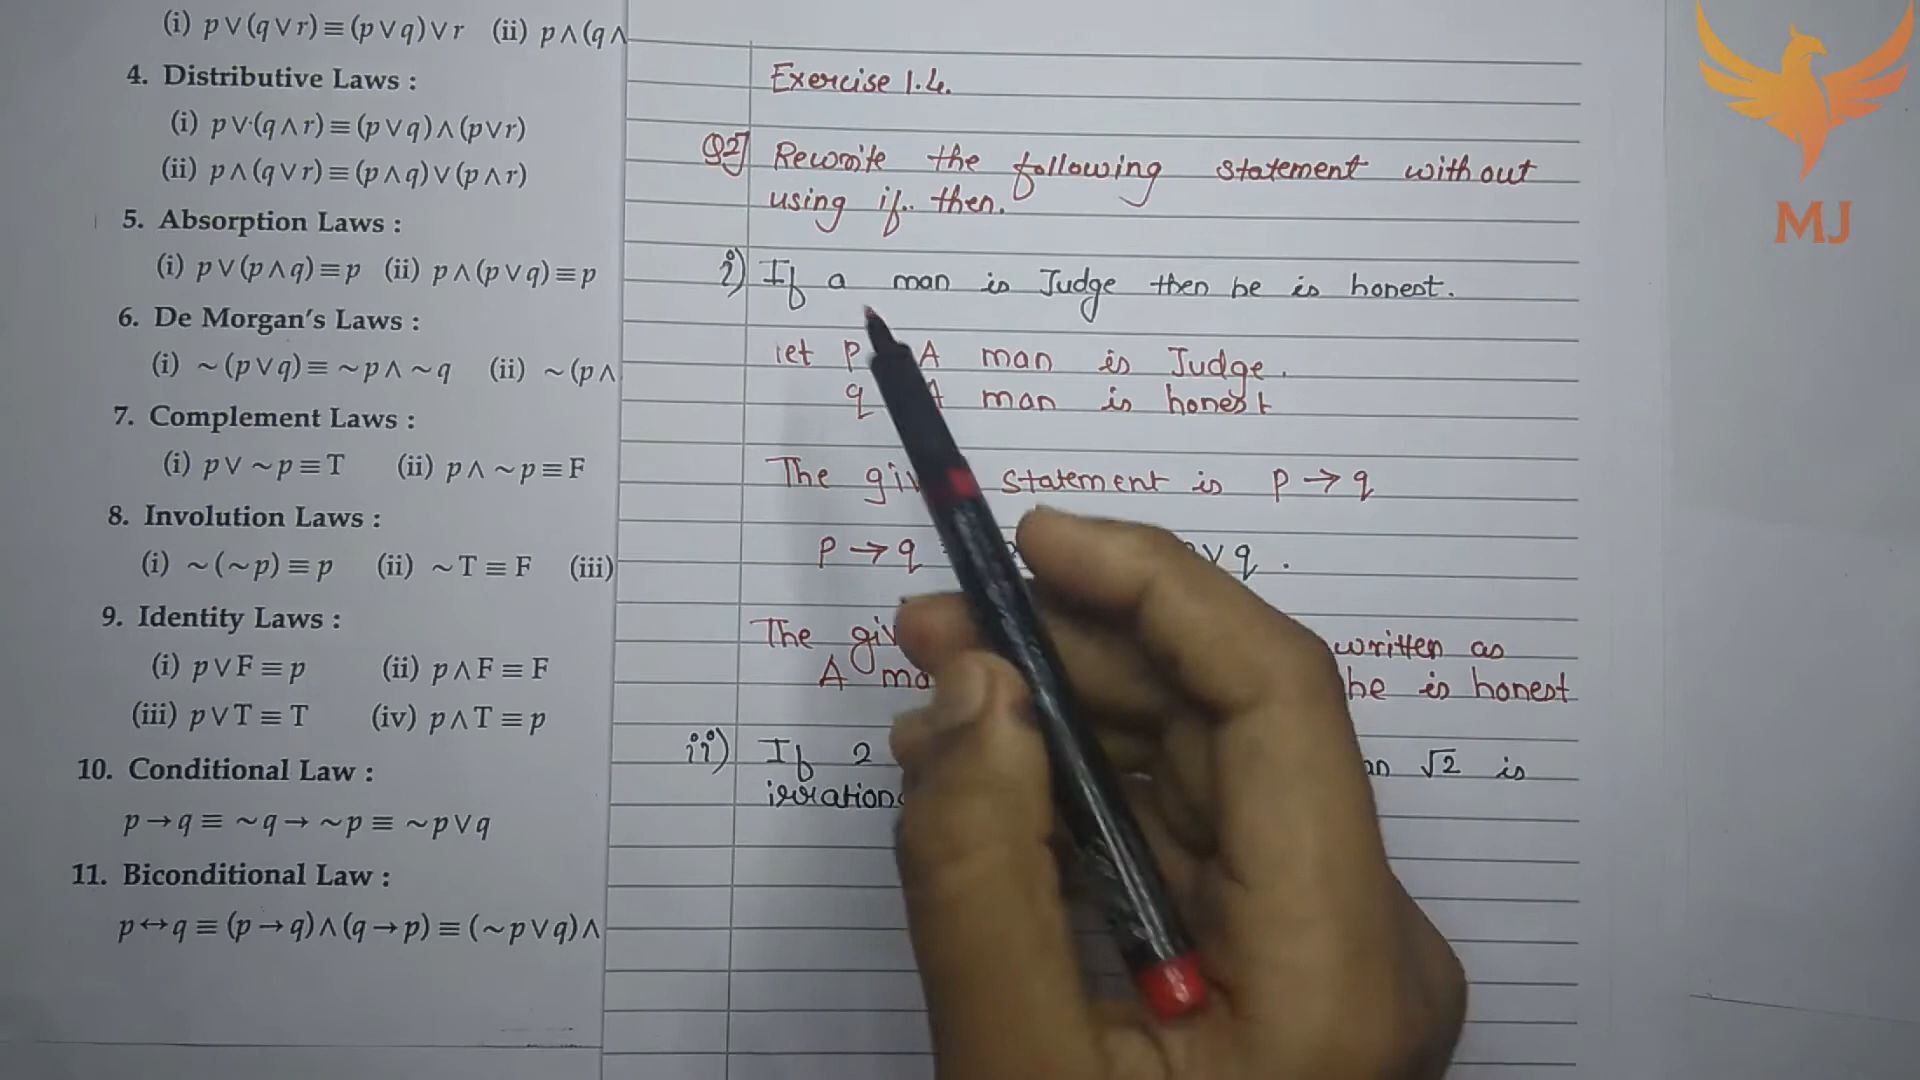 (i) p∨(q∨r)≡(p∨q)∨r (ii) p∧(q∧
4. Distributive Laws :
(i) p∨(q∧r)≡(p∨q)∧(p∨r)
(ii) p∧(q∨r)≡(p∧q)∨(p∧r)
5. Absorption Laws :
(i) p∨(p∧q)≡p (ii) p∧(p∨q)≡p
6. De Morgan's Laws :
(i) ~(p∨q)≡~p∧~q (ii) ~(p∧
7. Complement Laws :
(i) p∨~p≡T (ii) p∧~p≡F
8. Involution Laws :
(i) ~(~p)≡p (ii) ~T≡F (iii)
9. Identity Laws :
(i) p∨F≡p (ii) p∧F≡F
(iii) p∨T≡T (iv) p∧T≡p
10. Conditional Law :
p→q≡~q→~p≡~p∨q
11. Biconditional Law :
p↔q≡(p→q)∧(q→p)≡(~p∨q)∧
Exercise 1.4.
Q2] Rewrite the following statement without
using if.. then.
i) If a man is Judge then he is honest.
let p A man is Judge.
q A man is honest
The statement is p→q
p→q ∨q.
The written as
A he is honest
ii) If 2 √2 is
MJ